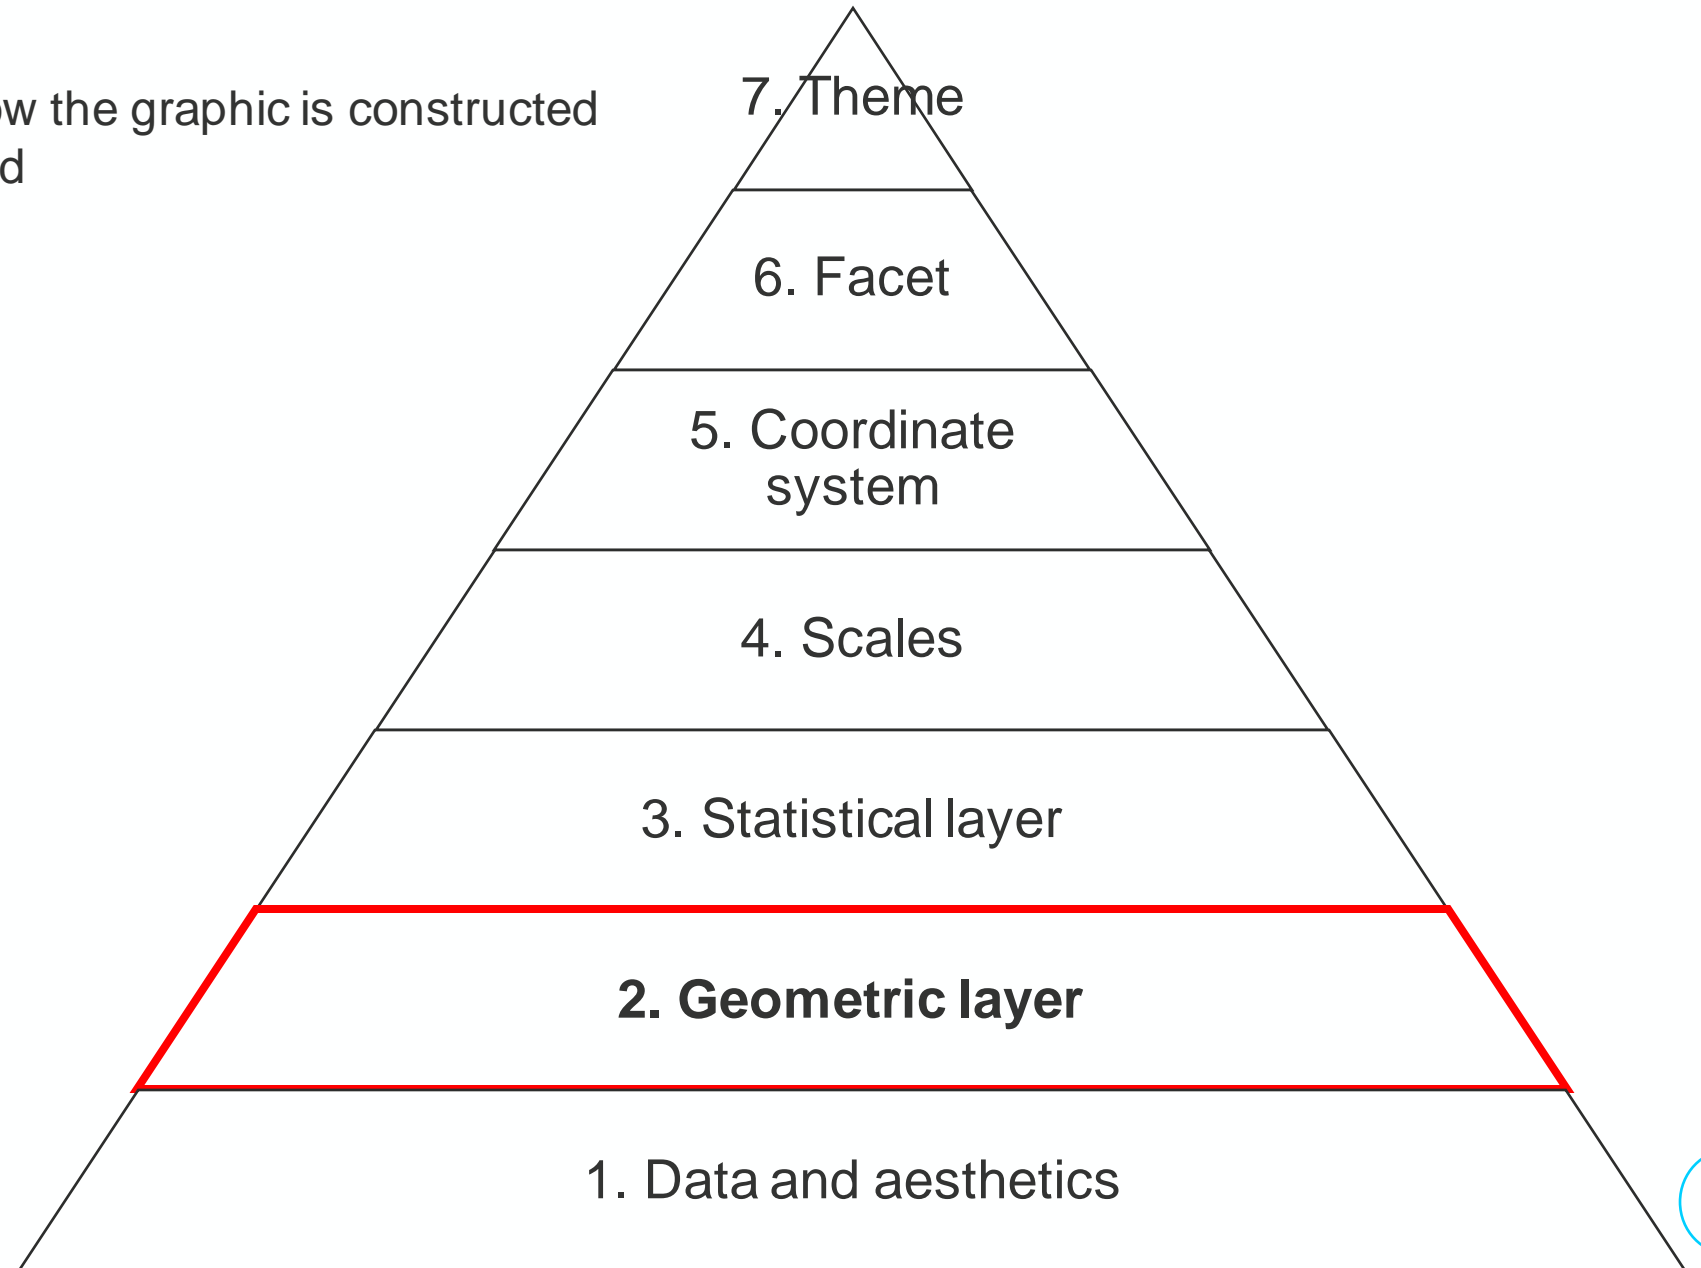 the graphic is constructed
7. Theme
6. Facet
5. Coordinate
system
4. Scales
3. Statistical layer
2. Geometric layer
1. Data and aesthetics